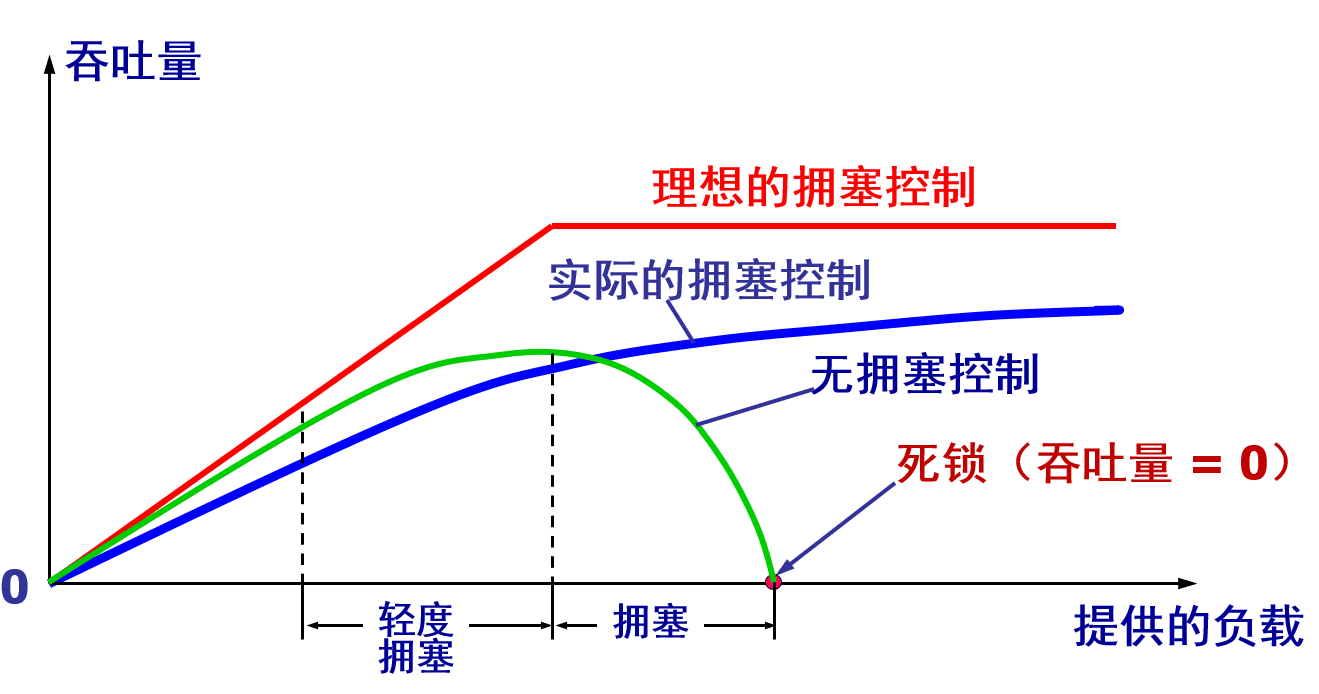 吞吐量
理想的拥塞控制
实际的拥塞控制
无拥塞控制
死锁（吞吐量 = 0）
0
轻度
拥塞
拥塞
提供的负载